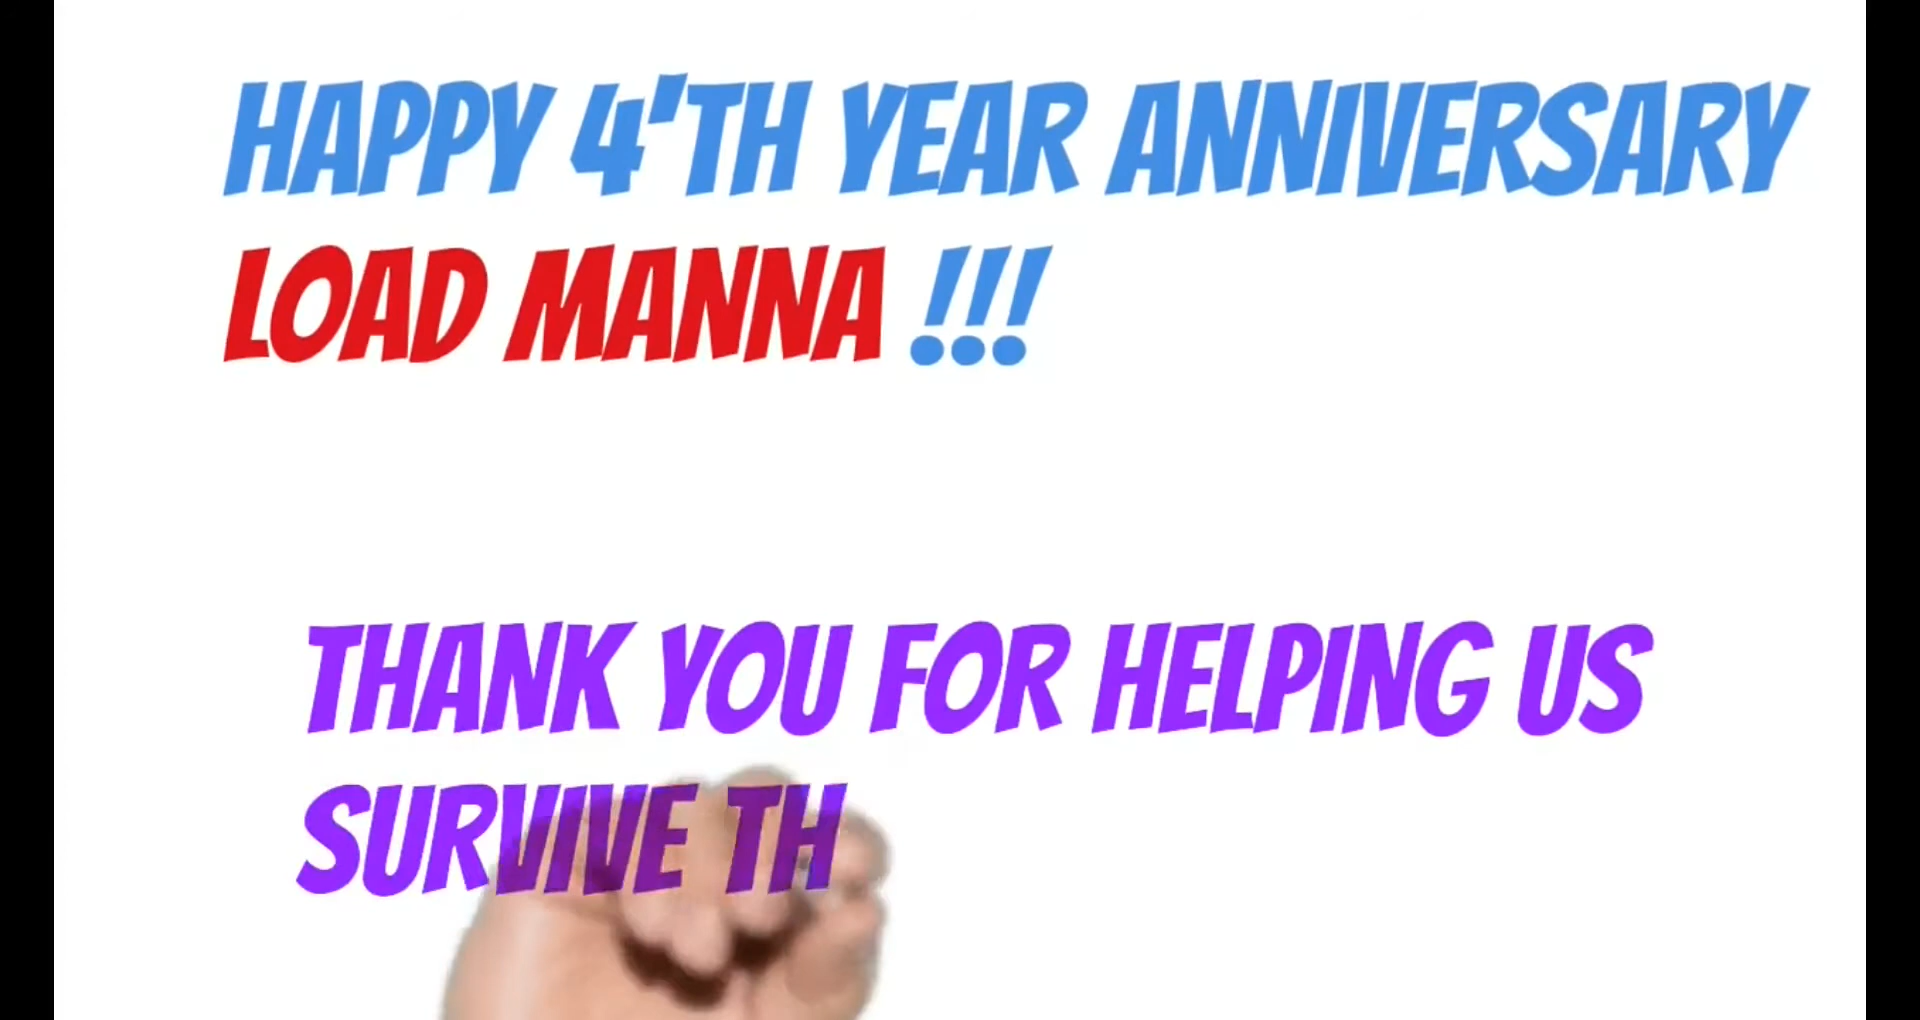 HAPPY 4'TH YEAR ANNIVERSARY
LOAD MANNA !!!
THANK YOU FOR HELPING US
SURVIVE TH